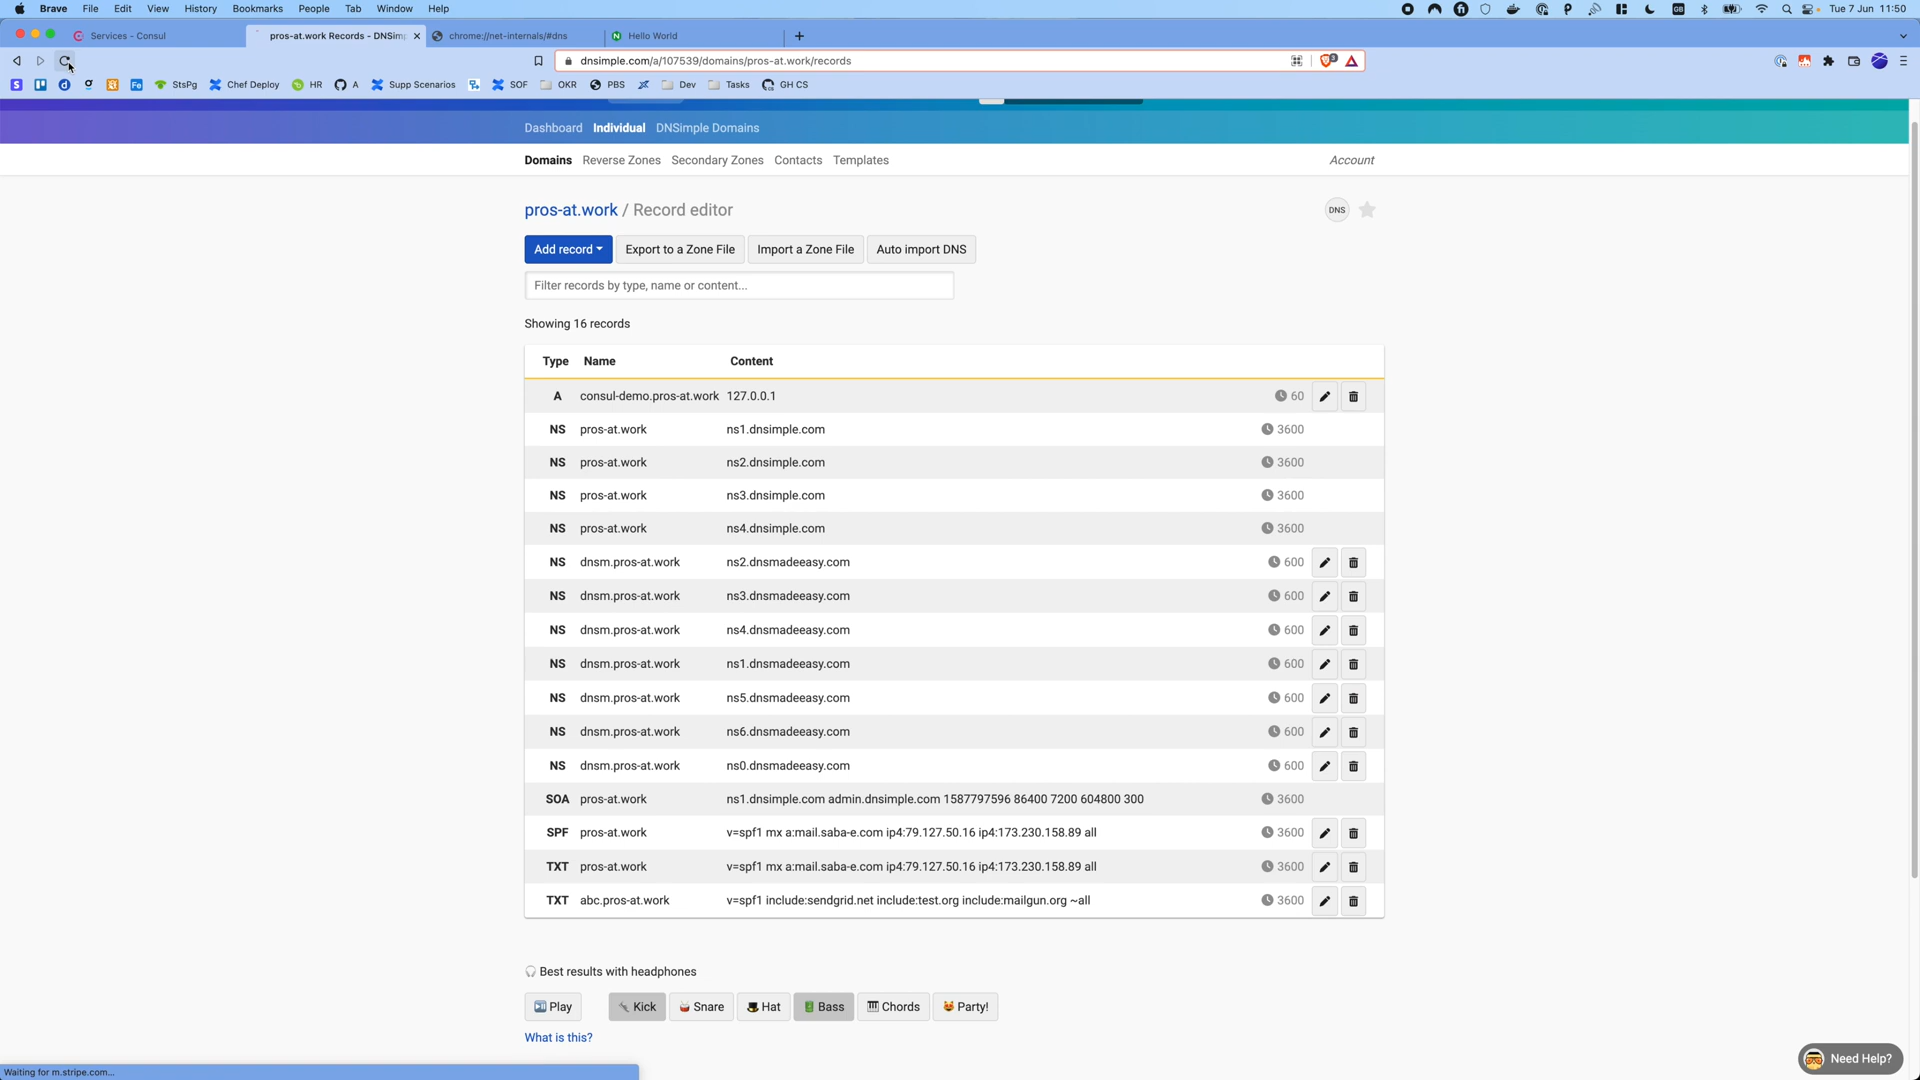 Brave File Edit View History Bookmarks People Tab Window Help Tue 7 Jun 11:50
Services - Consul pros-at.work Records - DNSim chrome://net-internals/#dns Hello World
dnsimple.com/a/107539/domains/pros-at.work/records
StsPg Chef Deploy HR A Supp Scenarios SOF OKR PBS Dev Tasks GH CS
Dashboard Individual DNSimple Domains
Domains Reverse Zones Secondary Zones Contacts Templates Account
pros-at.work / Record editor DNS
Add record Export to a Zone File Import a Zone File Auto import DNS
Filter records by type, name or content...
Showing 16 records
Type Name Content
A consul-demo.pros-at.work 127.0.0.1 60
NS pros-at.work ns1.dnsimple.com 3600
NS pros-at.work ns2.dnsimple.com 3600
NS pros-at.work ns3.dnsimple.com 3600
NS pros-at.work ns4.dnsimple.com 3600
NS dnsm.pros-at.work ns2.dnsmadeeasy.com 600
NS dnsm.pros-at.work ns3.dnsmadeeasy.com 600
NS dnsm.pros-at.work ns4.dnsmadeeasy.com 600
NS dnsm.pros-at.work ns1.dnsmadeeasy.com 600
NS dnsm.pros-at.work ns5.dnsmadeeasy.com 600
NS dnsm.pros-at.work ns6.dnsmadeeasy.com 600
NS dnsm.pros-at.work ns0.dnsmadeeasy.com 600
SOA pros-at.work ns1.dnsimple.com admin.dnsimple.com 1587797596 86400 7200 604800 300 3600
SPF pros-at.work v=spf1 mx a:mail.saba-e.com ip4:79.127.50.16 ip4:173.230.158.89 all 3600
TXT pros-at.work v=spf1 mx a:mail.saba-e.com ip4:79.127.50.16 ip4:173.230.158.89 all 3600
TXT abc.pros-at.work v=spf1 include:sendgrid.net include:test.org include:mailgun.org ~all 3600
Best results with headphones
Play Kick Snare Hat Bass Chords Party!
What is this?
Need Help?
Waiting for m.stripe.com...